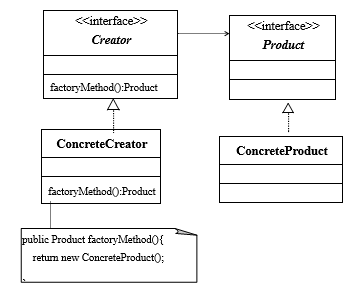 <<interface>>
Creator
factoryMethod():Product
<<interface>>
Product
ConcreteCreator
factoryMethod():Product
ConcreteProduct
public Product factoryMethod(){
return new ConcreteProduct();